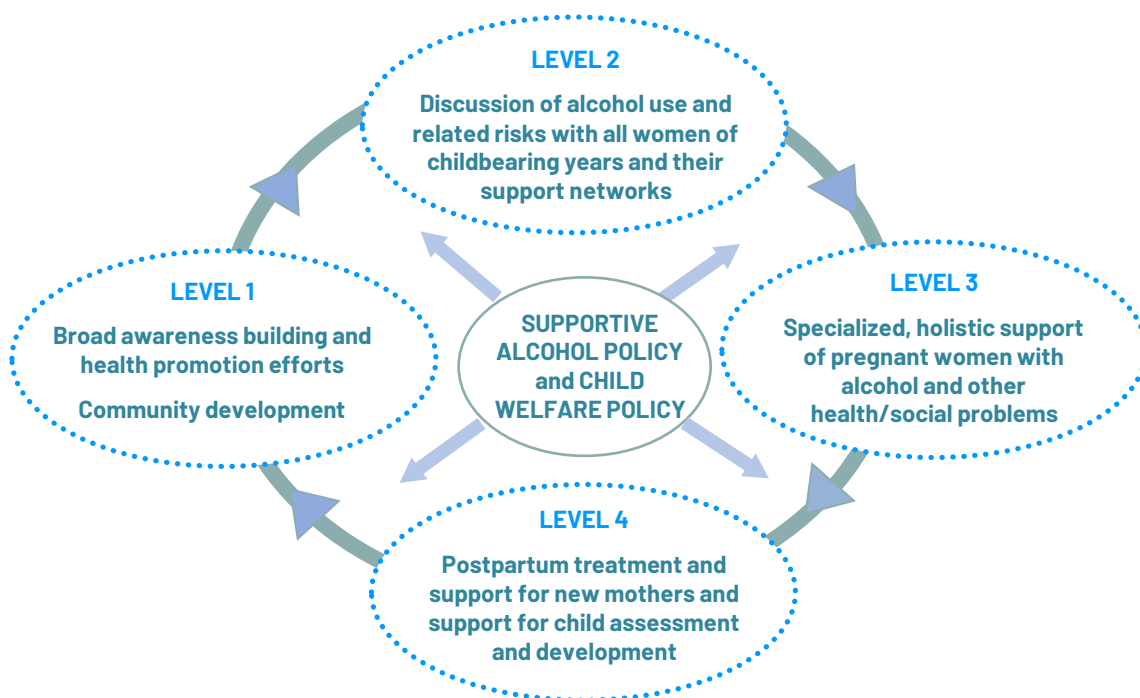 LEVEL 2
Discussion of alcohol use and
related risks with all women of
childbearing years and their
support networks
LEVEL 1
Broad awareness building and
health promotion efforts
Community development
SUPPORTIVE
ALCOHOL POLICY
and CHILD
WELFARE POLICY
LEVEL 3
Specialized, holistic support
of pregnant women with
alcohol and other
health/social problems
LEVEL 4
Postpartum treatment and
support for new mothers and
support for child assessment
and development